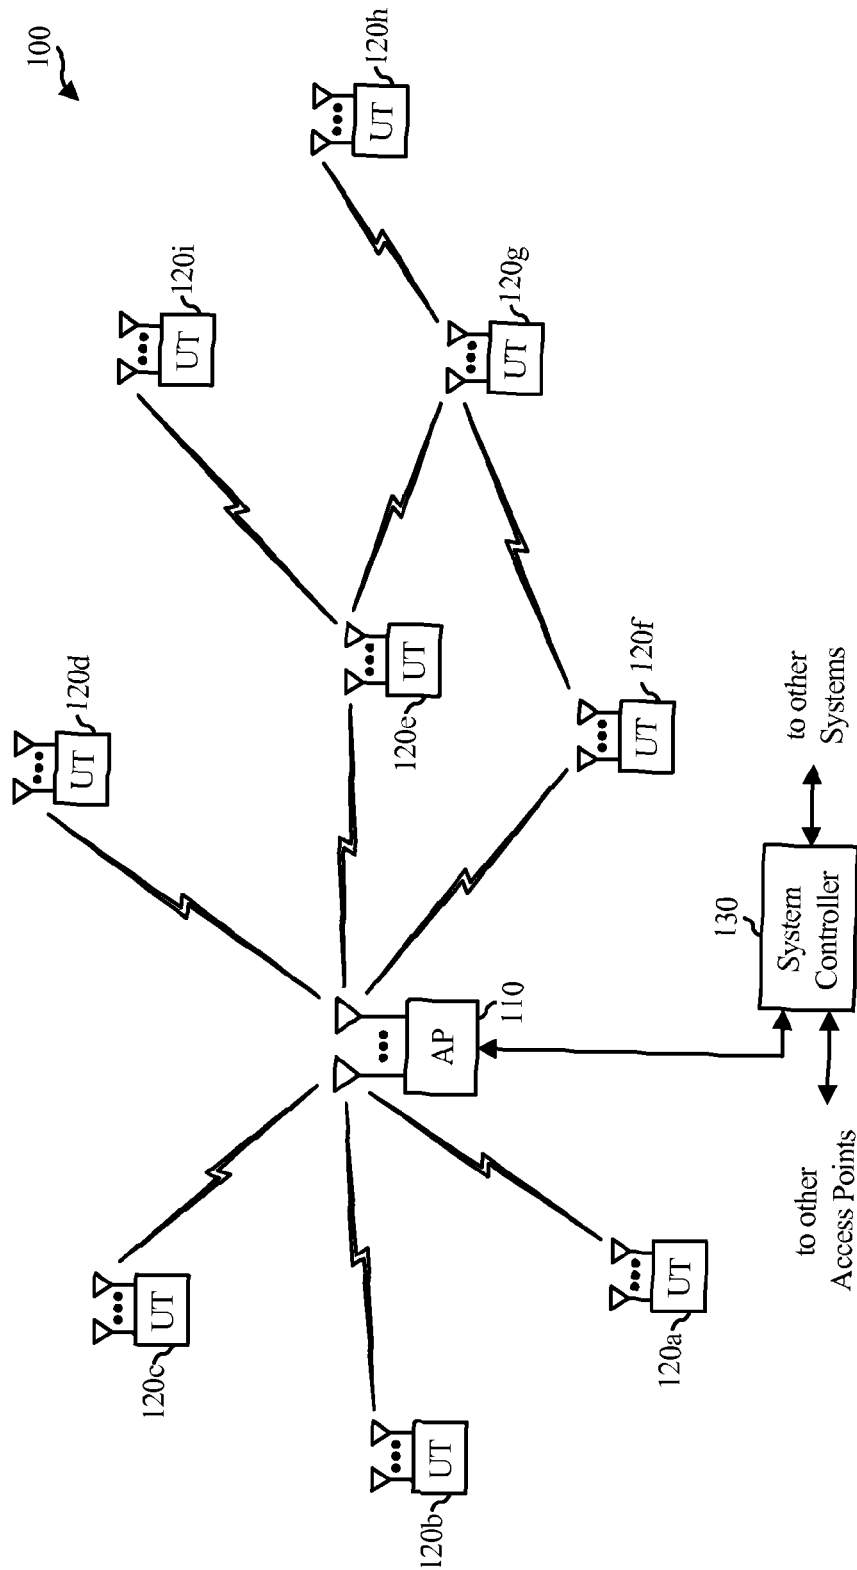 100
120h
UT
120i
UT
120g
UT
120d
UT
120e
UT
120f
UT
110
AP
120c
UT
120b
UT
120a
UT
130
System
Controller
to other
Systems
to other
Access Points